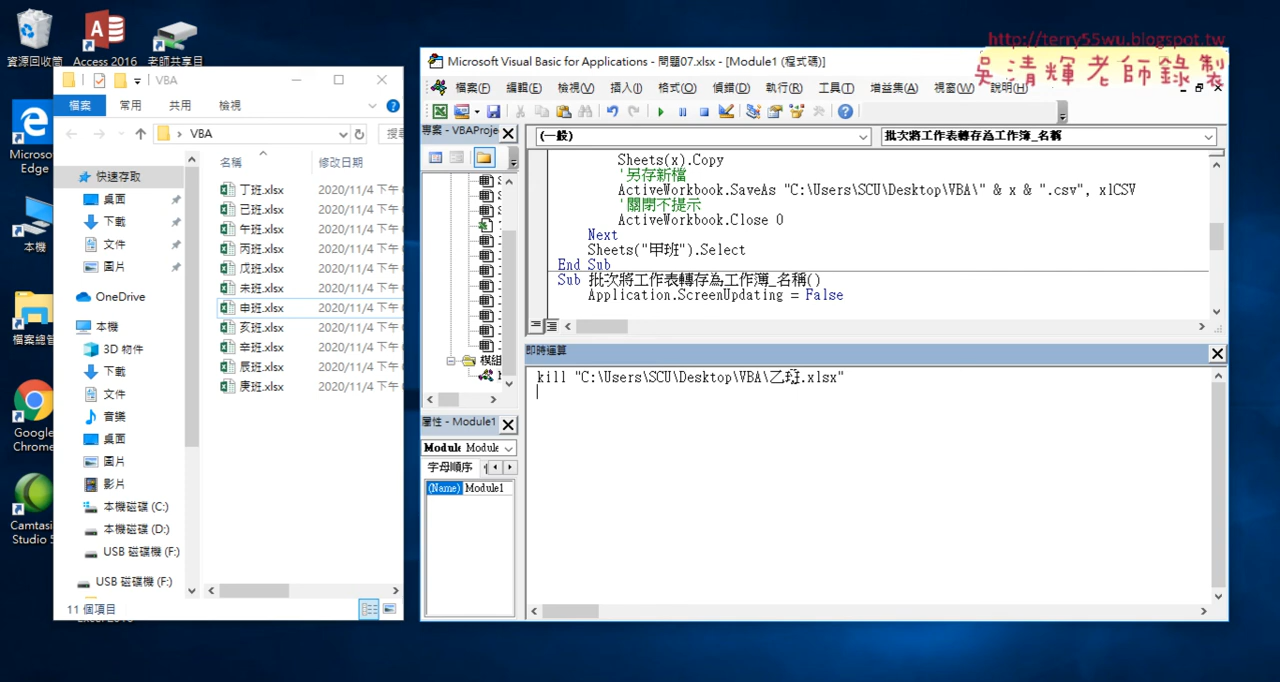 http://terry55wu.blogspot.tw
吳清輝老師錄製
資源回收筒
Access 2016
老師共享目
Microso
Edge
本機
檔案總管
Google
Chrome
Camtas
Studio
VBA
檔案
常用
共用
檢視
VBA
搜尋
名稱
修改日期
快速存取
桌面
下載
文件
圖片
OneDrive
本機
3D 物件
下載
文件
音樂
桌面
圖片
影片
本機磁碟 (C:)
本機磁碟 (D:)
USB 磁碟機 (F:)
USB 磁碟機 (F:)
丁班.xlsx 2020/11/4 下午
已班.xlsx 2020/11/4 下午
午班.xlsx 2020/11/4 下午
丙班.xlsx 2020/11/4 下午
戊班.xlsx 2020/11/4 下午
未班.xlsx 2020/11/4 下午
申班.xlsx 2020/11/4 下午
亥班.xlsx 2020/11/4 下午
辛班.xlsx 2020/11/4 下午
辰班.xlsx 2020/11/4 下午
庚班.xlsx 2020/11/4 下午
11 個項目
Microsoft Visual Basic for Applications - 問題07.xlsx - [Module1 (程式碼)]
檔案(F) 編輯(E) 檢視(V) 插入(I) 格式(O) 偵錯(D) 執行(R) 工具(T) 增益集(A) 視窗(W) 說明(H)
專案 - VBAProje
模組
屬性 - Module1
Module Module
字母順序
(Name) Module1
(一般)
批次將工作表轉存為工作簿_名稱
Sheets(x).Copy
'另存新檔
ActiveWorkbook.SaveAs "C:\Users\SCU\Desktop\VBA\" & x & ".csv", xlCSV
'關閉不提示
ActiveWorkbook.Close 0
Next
Sheets("甲班").Select
End Sub
Sub 批次將工作表轉存為工作簿_名稱()
Application.ScreenUpdating = False
即時運算
kill "C:\Users\SCU\Desktop\VBA\乙班.xlsx"